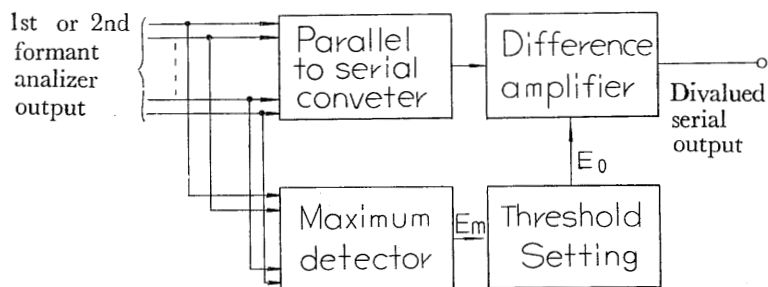 1st or 2nd
formant
analizer
output
Parallel
to serial
conveter
Difference
amplifier
Divalued
serial
output
E0
Maximum
detector
Em
Threshold
Setting